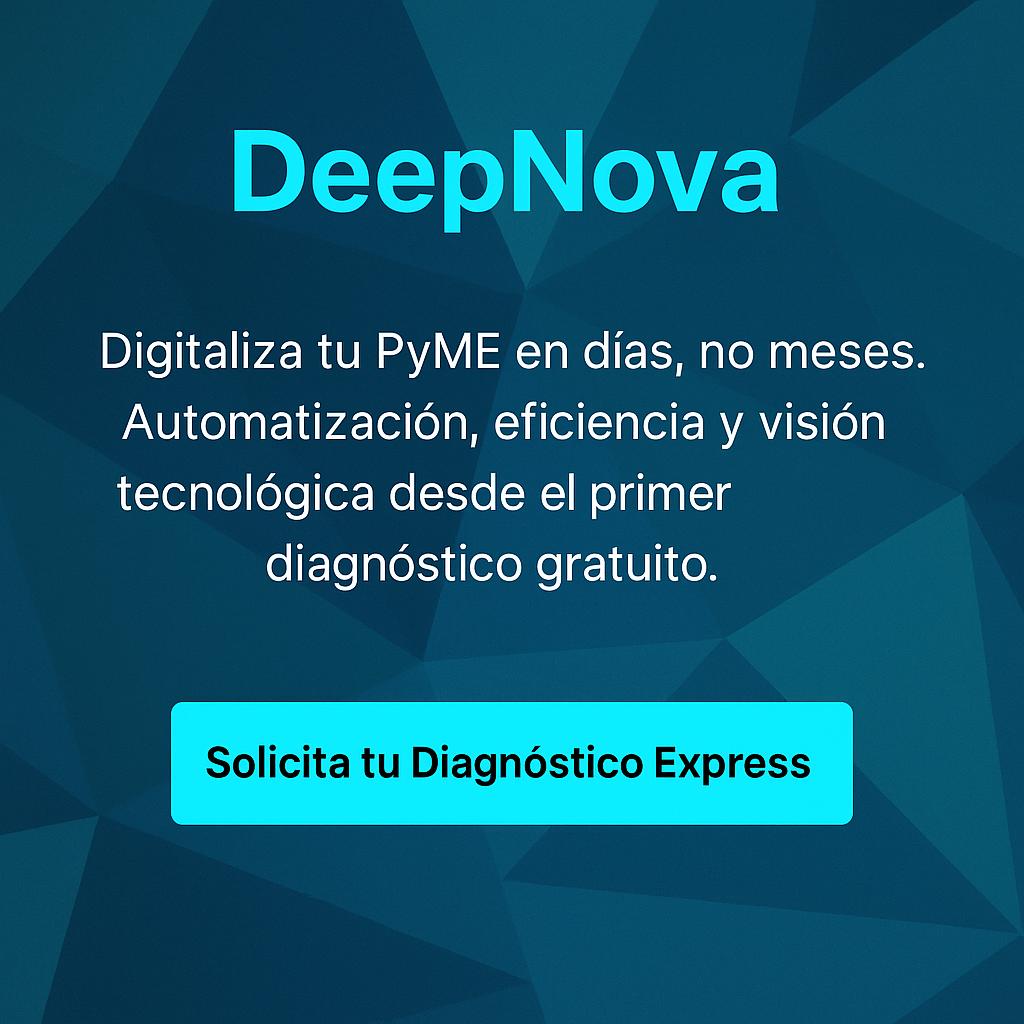 DeepNova
Digitaliza tu PyME en días, no meses.
Automatización, eficiencia y visión
tecnológica desde el primer
diagnóstico gratuito.
Solicita tu Diagnóstico Express